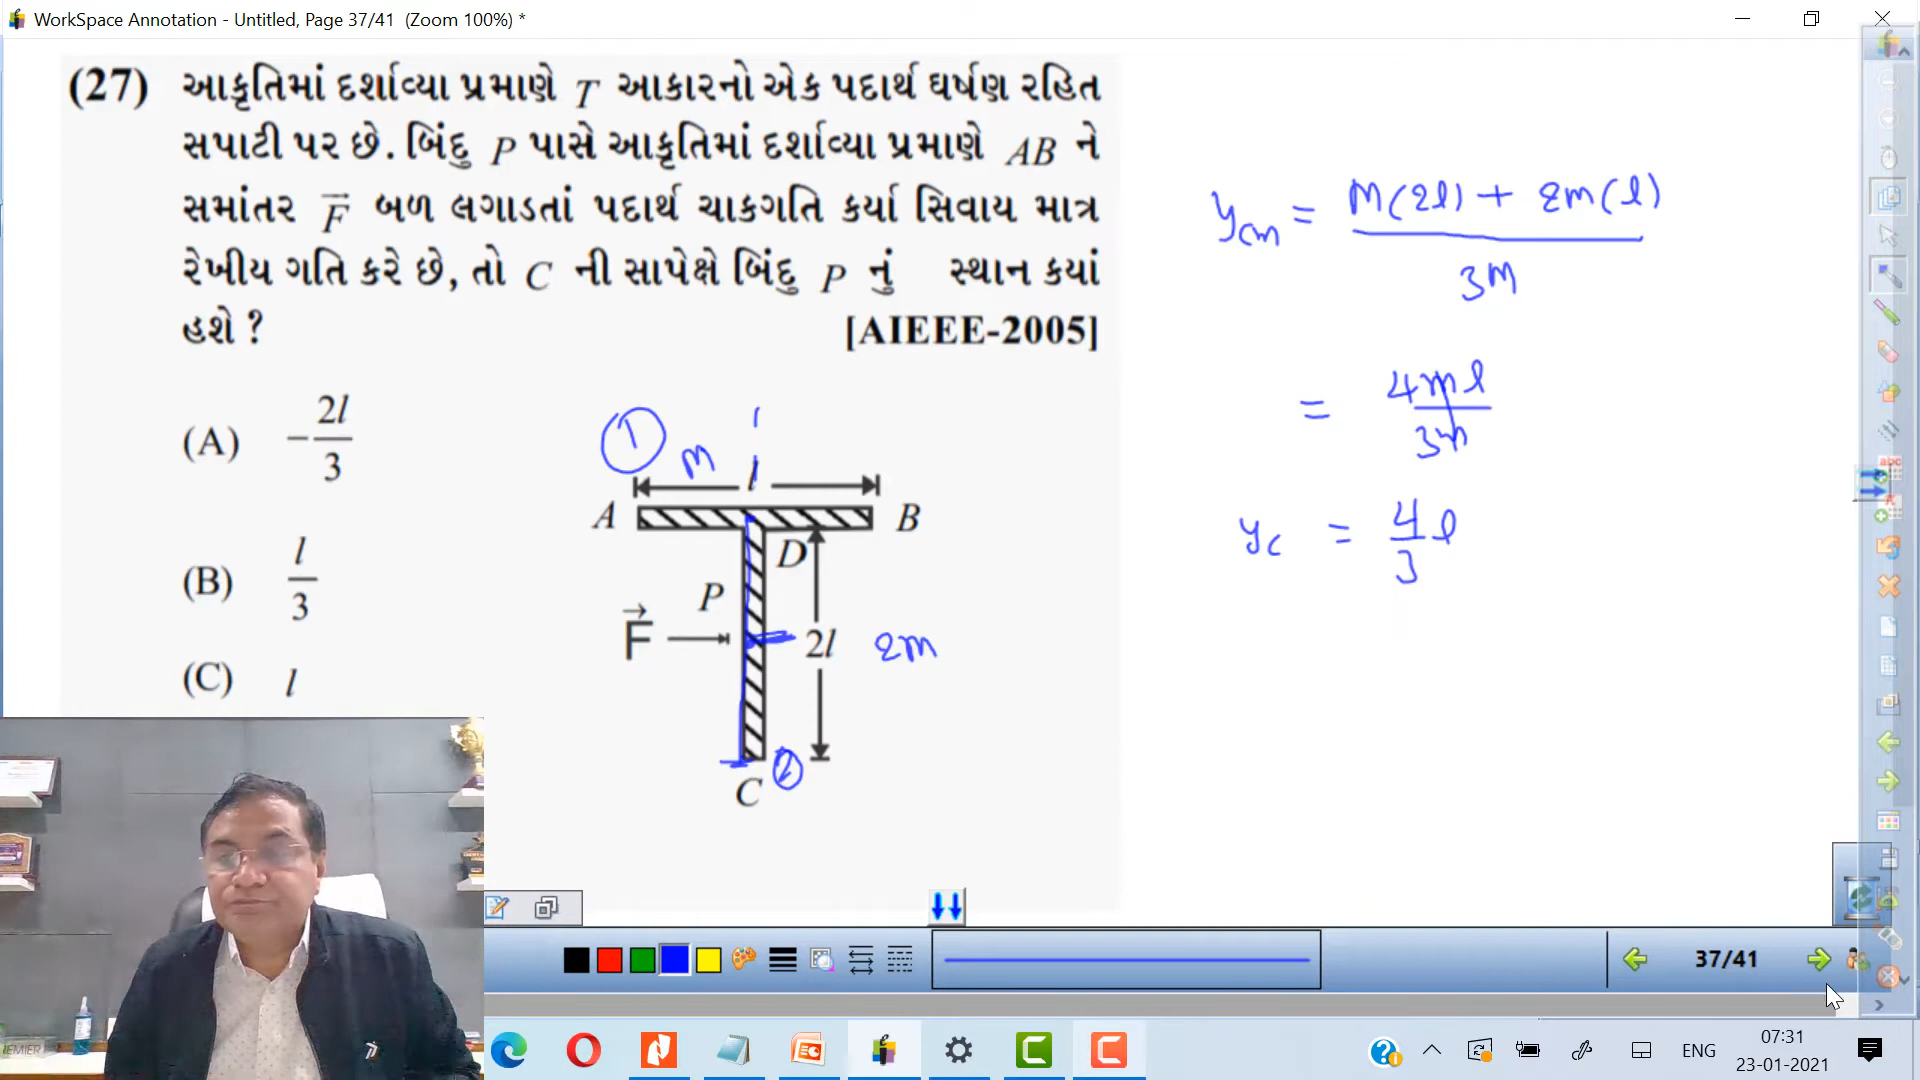 WorkSpace Annotation - Untitled, Page 37/41 (Zoom 100%) *
(27) આકૃતિમાં દર્શાવ્યા પ્રમાણે T આકારનો એક પદાર્થ ઘર્ષણ રહિત
સપાટી પર છે. બિંદુ P પાસે આકૃતિમાં દર્શાવ્યા પ્રમાણે AB ને
સમાંતર F⃗ બળ લગાડતાં પદાર્થ ચાકગતિ કર્યા સિવાય માત્ર
રેખીય ગતિ કરે છે, તો C ની સાપેક્ષે બિંદુ P નું સ્થાન કયાં
હશે ? [AIEEE-2005]
(A) -2l/3
(B) l/3
(C) l
1
m
l
A
B
D
P
F⃗
2l
2m
C
2
ycm = m(2l) + 2m(l) / 3m
= 4ml / 3m
yc = 4/3 l
37/41
ENG
07:31
23-01-2021